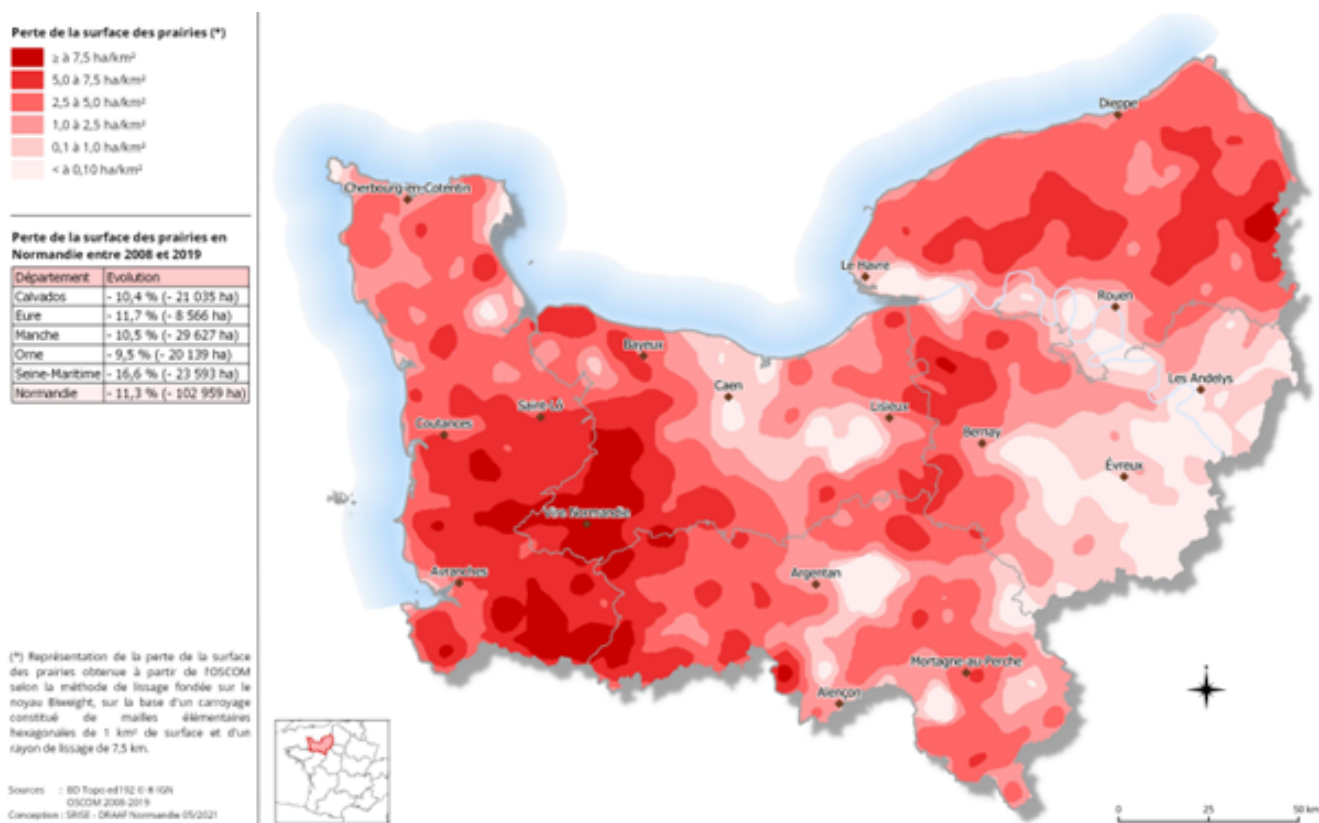 Perte de la surface des prairies (*)
≥ à 7,5 ha/km²
5,0 à 7,5 ha/km²
2,5 à 5,0 ha/km²
1,0 à 2,5 ha/km²
0,1 à 1,0 ha/km²
< à 0,10 ha/km²
Perte de la surface des prairies en
Normandie entre 2008 et 2019
Département Evolution
Calvados - 10,4 % (- 21 035 ha)
Eure - 11,7 % (- 8 566 ha)
Manche - 10,5 % (- 29 627 ha)
Orne - 9,5 % (- 20 139 ha)
Seine-Maritime - 16,6 % (- 23 593 ha)
Normandie - 11,3 % (- 102 959 ha)
(*) Représentation de la perte de la surface
des prairies obtenue à partir de l'OSCOM
selon la méthode de lissage fondée sur le
noyau Biweight, sur la base d'un carroyage
constitué de mailles élémentaires
hexagonales de 1 km² de surface et d'un
rayon de lissage de 7,5 km.
Sources : BD Topo ed192 © ® IGN
OSCOM 2008-2019
Conception : SRISE - DRAAF Normandie 05/2021
Dieppe
Cherbourg-en-Cotentin
Le Havre
Rouen
Bayeux
Caen
Les Andelys
Saint-Lô
Lisieux
Coutances
Bernay
Évreux
Vire Normandie
Avranches
Argentan
Mortagne-au-Perche
Alençon
0 25 50 km